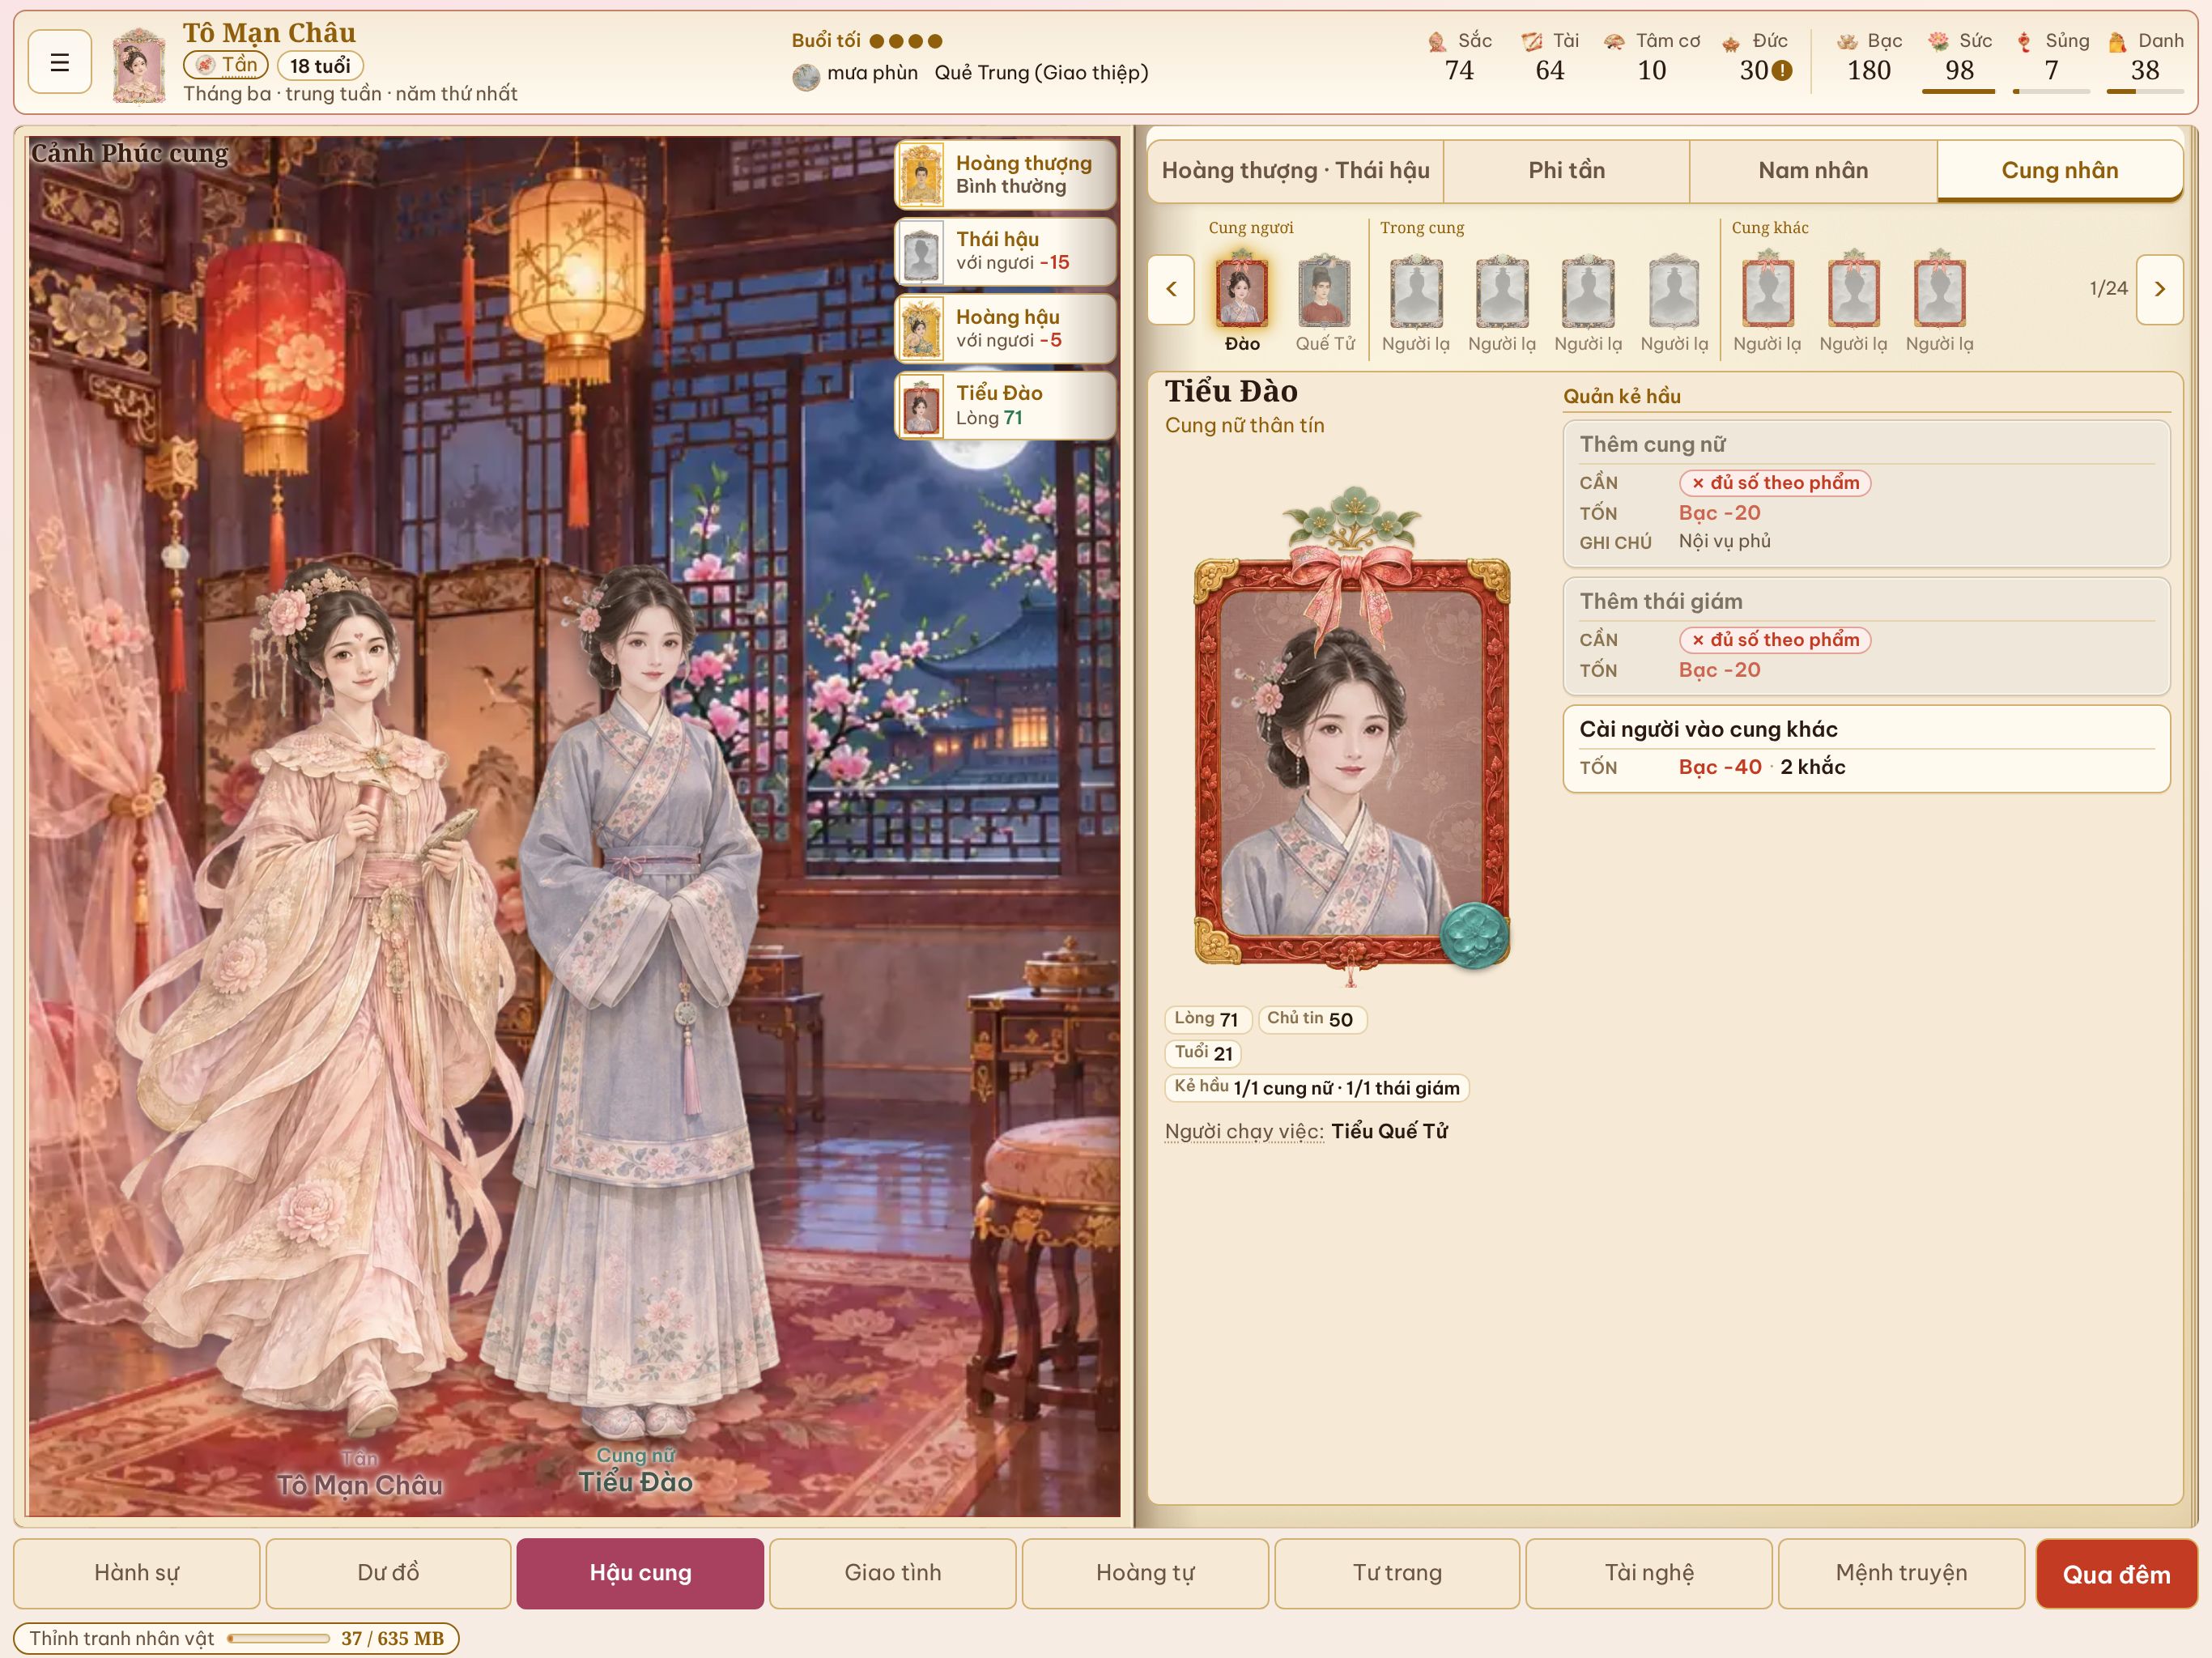 ☰
Tô Mạn Châu
Tần 18 tuổi
Tháng ba · trung tuần · năm thứ nhất
Buổi tối
mưa phùn Quẻ Trung (Giao thiệp)
Sắc Tài Tâm cơ Đức Bạc Sức Sủng Danh
74 64 10 30 ! 180 98 7 38
Cảnh Phúc cung
Hoàng thượng
Bình thường
Thái hậu
với ngươi -15
Hoàng hậu
với ngươi -5
Tiểu Đào
Lòng 71
Tần
Tô Mạn Châu
Cung nữ
Tiểu Đào
Hoàng thượng · Thái hậu Phi tần Nam nhân Cung nhân
Cung ngươi Trong cung Cung khác
1/24
Đào Quế Tử Người lạ Người lạ Người lạ Người lạ Người lạ Người lạ Người lạ
Tiểu Đào
Cung nữ thân tín
Lòng 71 Chủ tin 50
Tuổi 21
Kẻ hầu 1/1 cung nữ · 1/1 thái giám
Người chạy việc: Tiểu Quế Tử
Quản kẻ hầu
Thêm cung nữ
CẦN × đủ số theo phẩm
TỐN Bạc -20
GHI CHÚ Nội vụ phủ
Thêm thái giám
CẦN × đủ số theo phẩm
TỐN Bạc -20
Cài người vào cung khác
TỐN Bạc -40 · 2 khắc
Hành sự Dư đồ Hậu cung Giao tình Hoàng tự Tư trang Tài nghệ Mệnh truyện Qua đêm
Thỉnh tranh nhân vật 37 / 635 MB